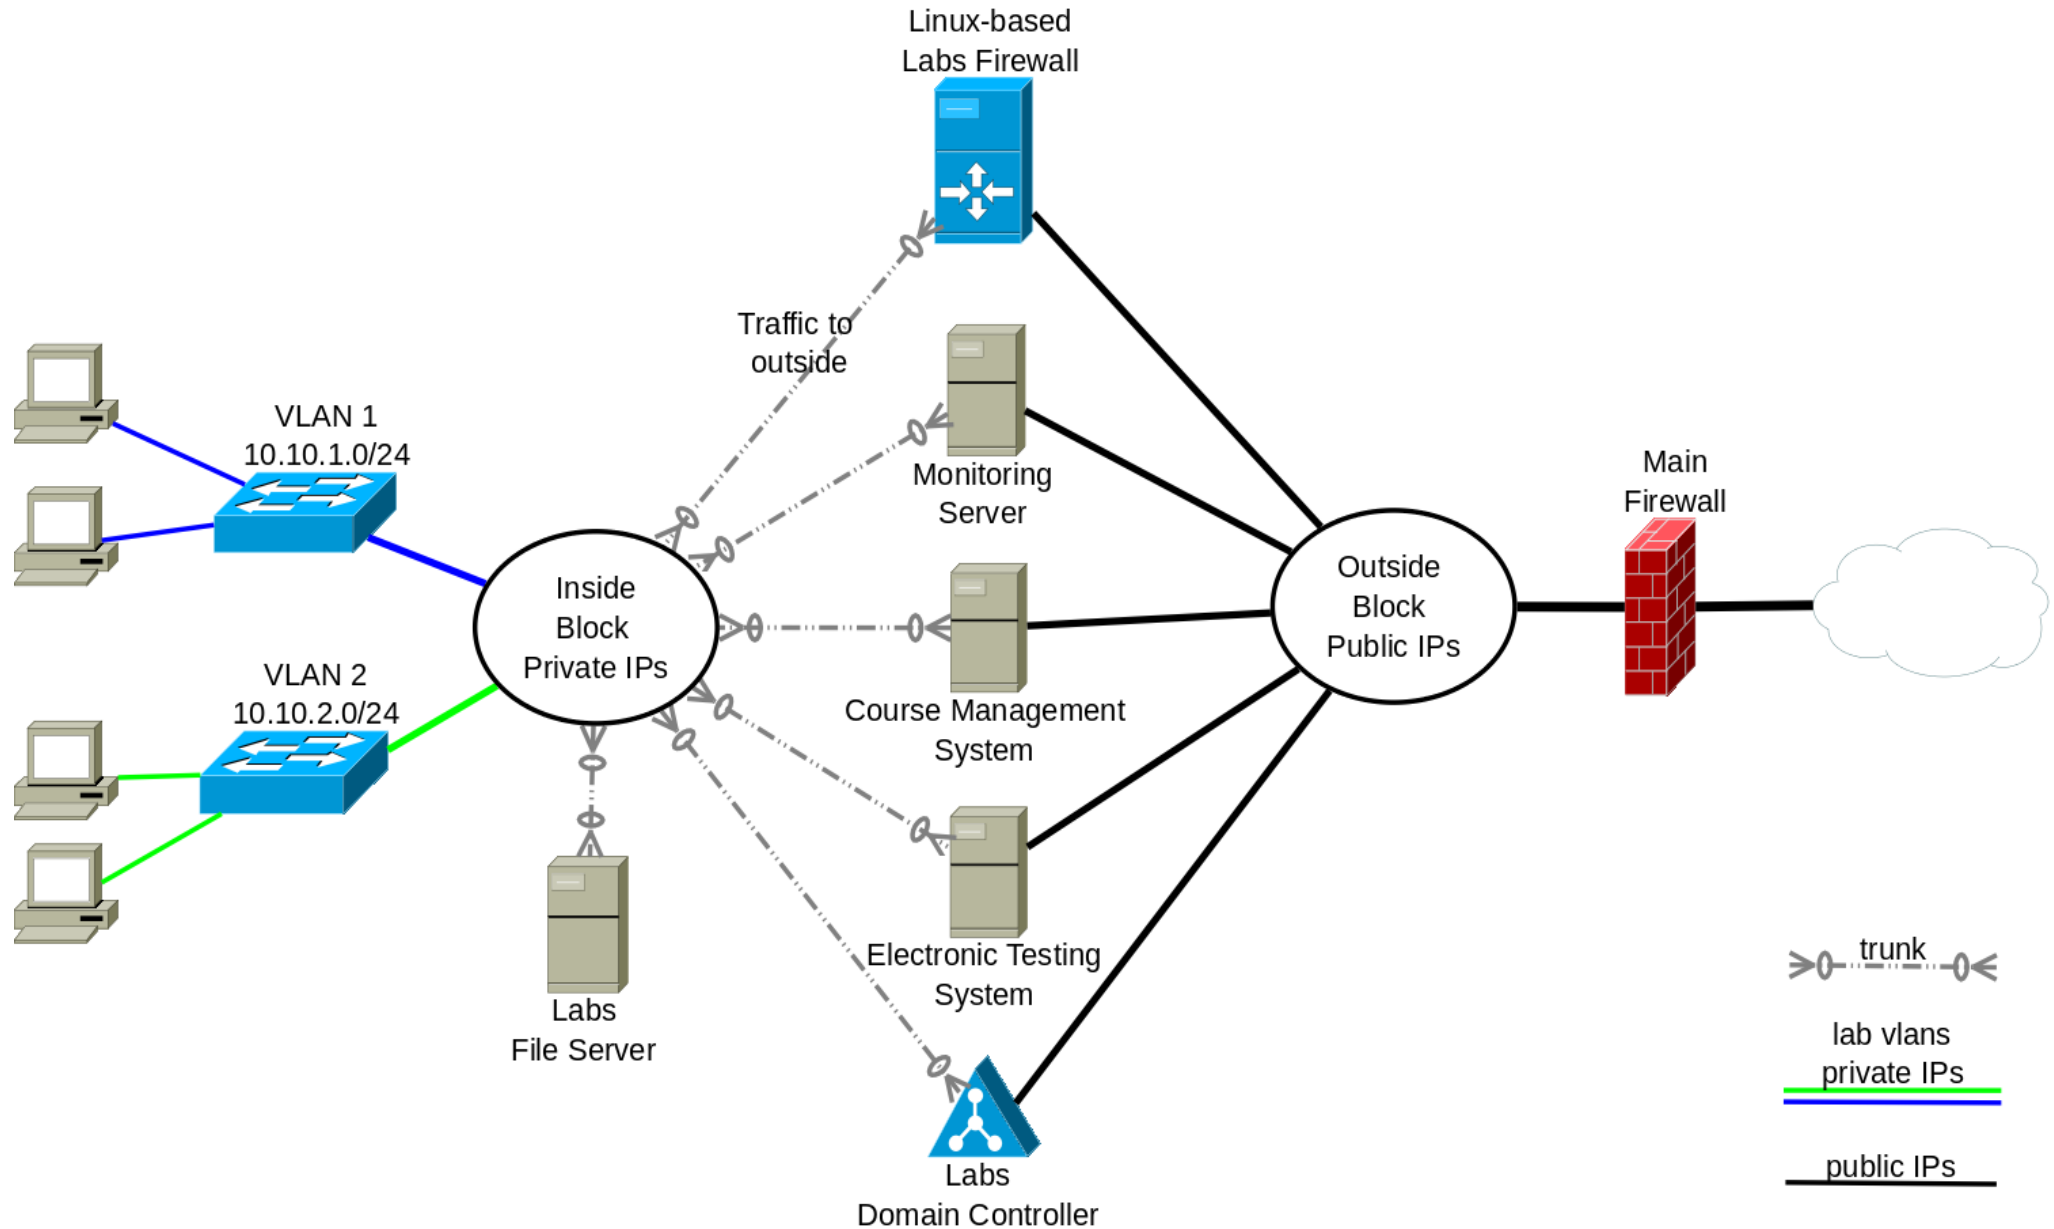 Linux-based
Labs Firewall
Traffic to
outside
VLAN 1
10.10.1.0/24
Monitoring
Server
Main
Firewall
Inside
Block
Private IPs
Outside
Block
Public IPs
VLAN 2
10.10.2.0/24
Course Management
System
Electronic Testing
System
Labs
File Server
Labs
Domain Controller
trunk
lab vlans
private IPs
public IPs